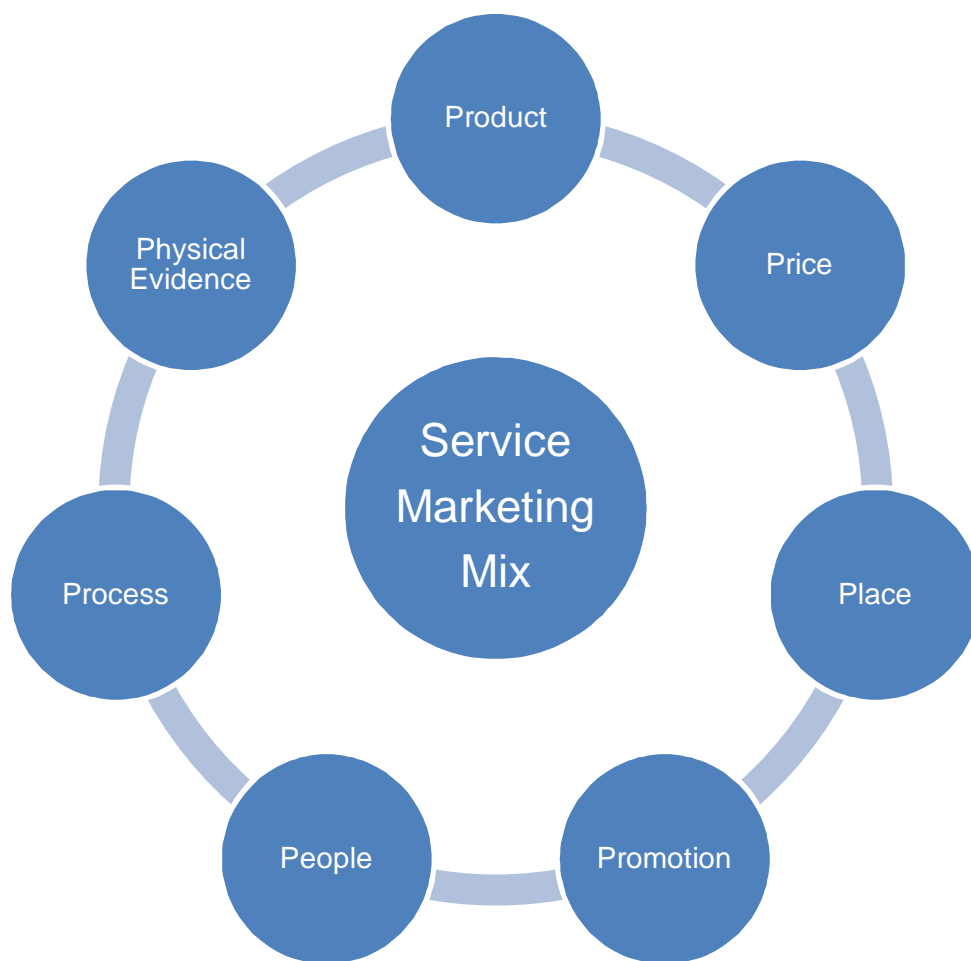 Product
Physical
Evidence
Price
Service
Marketing
Mix
Process
Place
People
Promotion